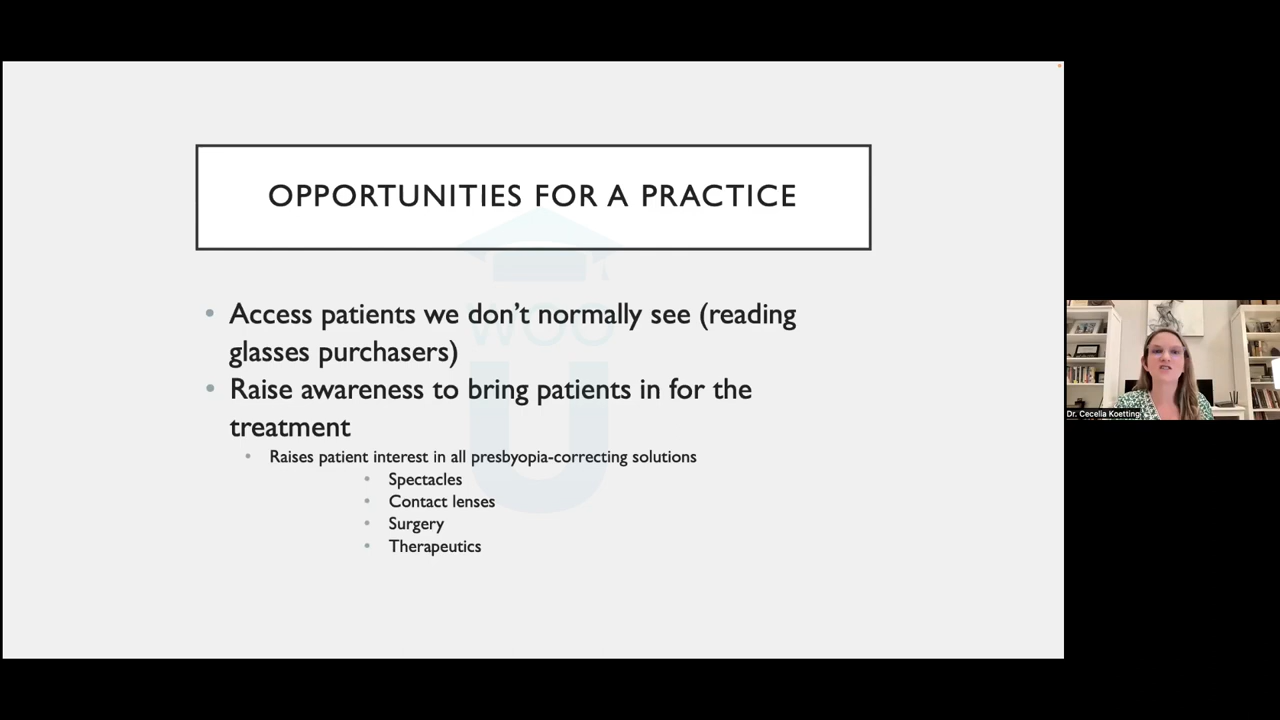 OPPORTUNITIES FOR A PRACTICE
WOO
U
• Access patients we don’t normally see (reading
glasses purchasers)
• Raise awareness to bring patients in for the
treatment
• Raises patient interest in all presbyopia-correcting solutions
• Spectacles
• Contact lenses
• Surgery
• Therapeutics
Dr. Cecelia Koetting